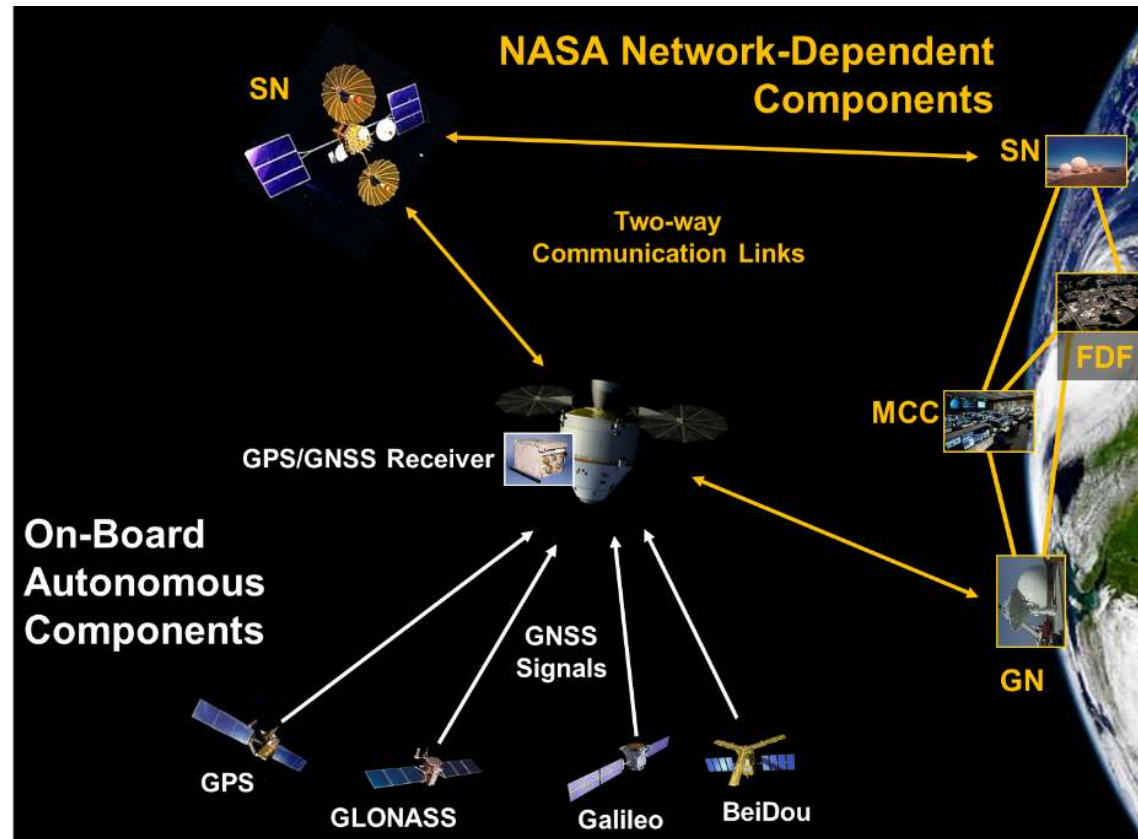 NASA Network-Dependent
Components
SN
SN
Two-way
Communication Links
FDF
MCC
GPS/GNSS Receiver
On-Board
Autonomous
Components
GNSS
Signals
GN
GPS
GLONASS
Galileo
BeiDou